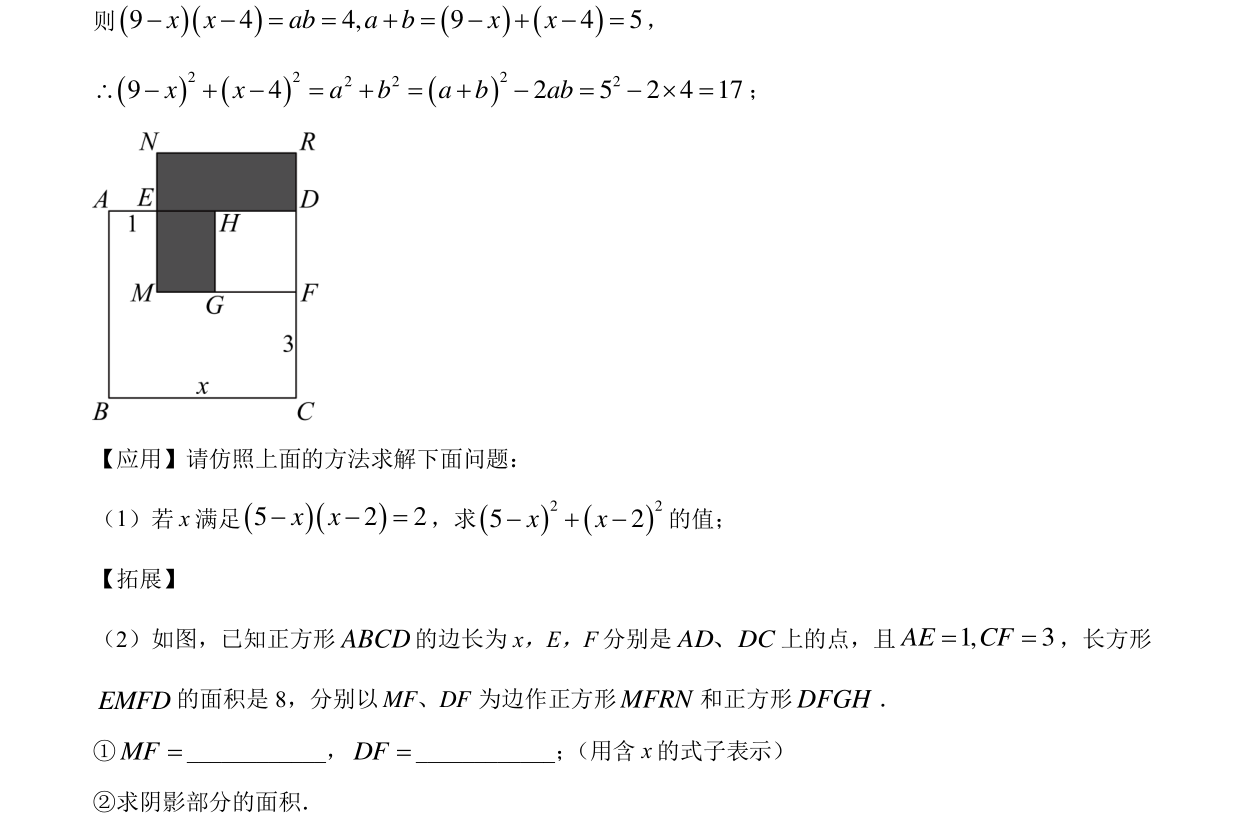 则(9−x)(x−4)=ab=4,a+b=(9−x)+(x−4)=5，
∴(9−x)²+(x−4)²=a²+b²=(a+b)²−2ab=5²−2×4=17；
N R
A E D
1 H
M G F
3
x
B C
【应用】请仿照上面的方法求解下面问题：
（1）若x满足(5−x)(x−2)=2，求(5−x)²+(x−2)²的值；
【拓展】
（2）如图，已知正方形ABCD的边长为x，E，F分别是AD、DC上的点，且AE=1,CF=3，长方形
EMFD的面积是8，分别以MF、DF为边作正方形MFRN和正方形DFGH．
①MF=____________，DF=____________；（用含x的式子表示）
②求阴影部分的面积．